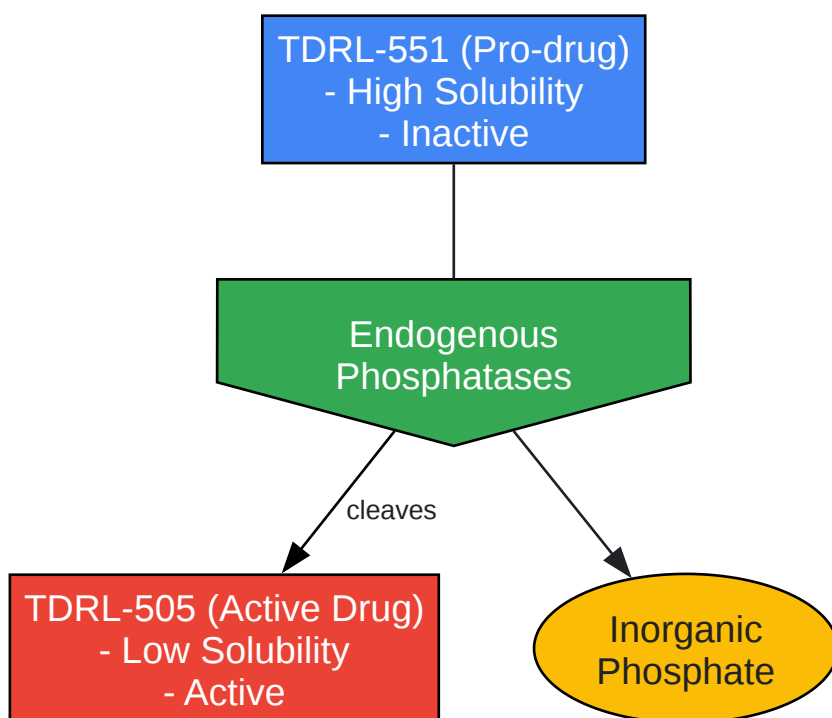 TDRL-551 (Pro-drug)
- High Solubility
- Inactive
Endogenous
Phosphatases
cleaves
TDRL-505 (Active Drug)
- Low Solubility
- Active
Inorganic
Phosphate